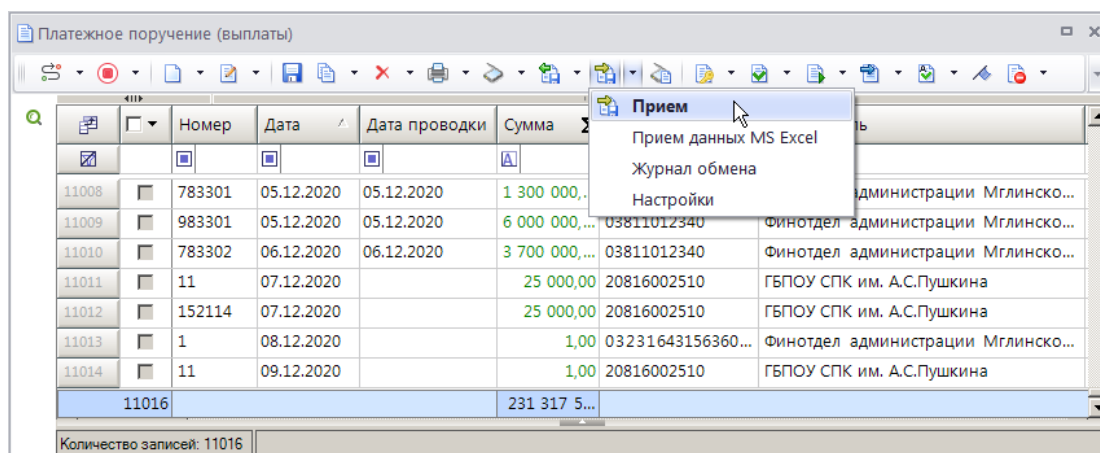 Платежное поручение (выплаты)
Прием
Прием данных MS Excel
Журнал обмена
Настройки
Номер Дата Дата проводки Сумма Σ ль
11008 783301 05.12.2020 05.12.2020 1 300 000,... администрации Мглинско...
11009 983301 05.12.2020 05.12.2020 6 000 000,... 03811012340 Финотдел администрации Мглинско...
11010 783302 06.12.2020 06.12.2020 3 700 000,... 03811012340 Финотдел администрации Мглинско...
11011 11 07.12.2020 25 000,00 20816002510 ГБПОУ СПК им. А.С.Пушкина
11012 152114 07.12.2020 25 000,00 20816002510 ГБПОУ СПК им. А.С.Пушкина
11013 1 08.12.2020 1,00 03231643156360... Финотдел администрации Мглинско...
11014 11 09.12.2020 1,00 20816002510 ГБПОУ СПК им. А.С.Пушкина
11016 231 317 5...
Количество записей: 11016